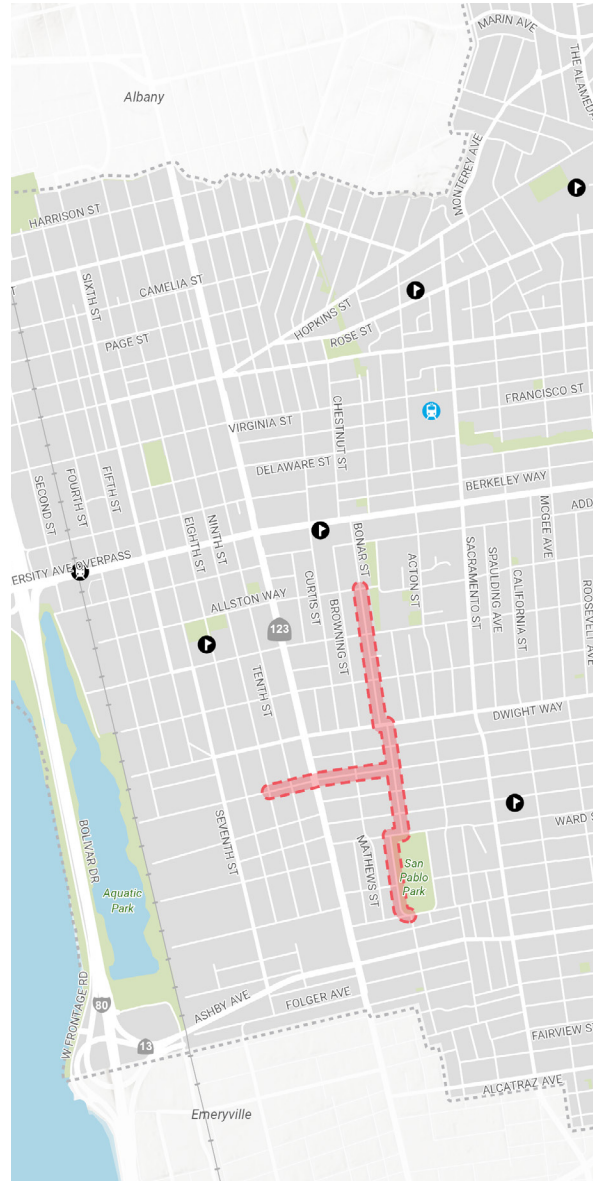 MARIN AVE
THE ALAMEDA
Albany
MONTEREY AVE
HARRISON ST
SIXTH ST
CAMELIA ST
HOPKINS ST
ROSE ST
PAGE ST
FRANCISCO ST
CHESTNUT ST
VIRGINIA ST
DELAWARE ST
BERKELEY WAY
SECOND ST
FOURTH ST
FIFTH ST
MCGEE AVE
ADD
EIGHTH ST
NINTH ST
BONAR ST
ERSITY AVE OVERPASS
ACTON ST
SACRAMENTO ST
SPAULDING AVE
CALIFORNIA ST
ROOSEVELT AVE
CURTIS ST
BROWNING ST
ALLSTON WAY
123
TENTH ST
DWIGHT WAY
SEVENTH ST
WARD S
BOLIVAR DR
MATHEWS ST
San
Pablo
Park
Aquatic
Park
W FRONTAGE RD
80
ASHBY AVE
FOLGER AVE
13
FAIRVIEW S
ALCATRAZ AVE
Emeryville